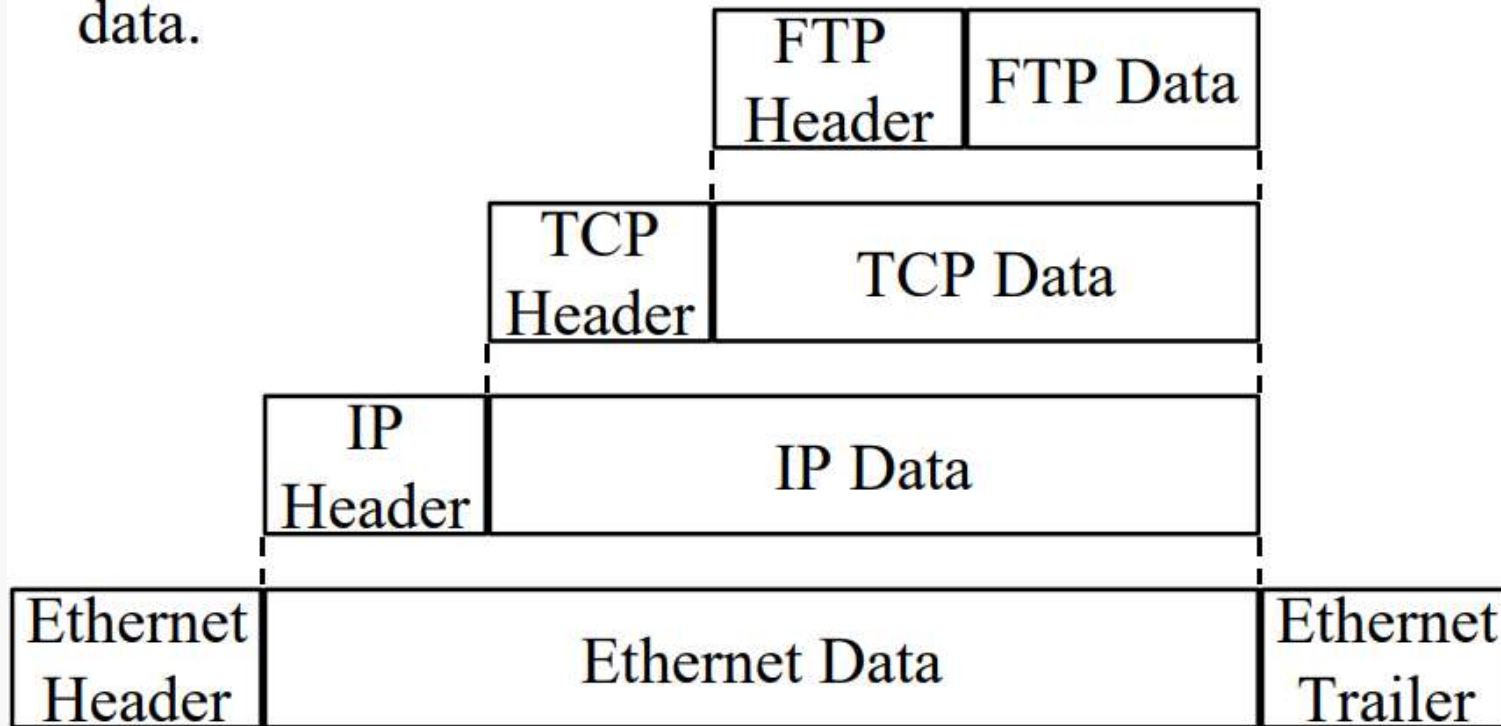 data.
FTP
Header
FTP Data
TCP
Header
TCP Data
IP
Header
IP Data
Ethernet
Header
Ethernet Data
Ethernet
Trailer